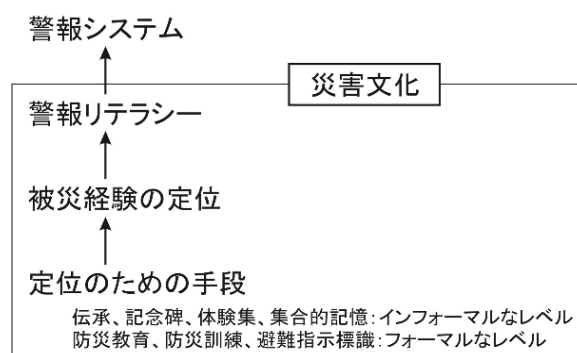 警報システム
災害文化
警報リテラシー
被災経験の定位
定位のための手段
伝承、記念碑、体験集、集合的記憶：インフォーマルなレベル
防災教育、防災訓練、避難指示標識：フォーマルなレベル